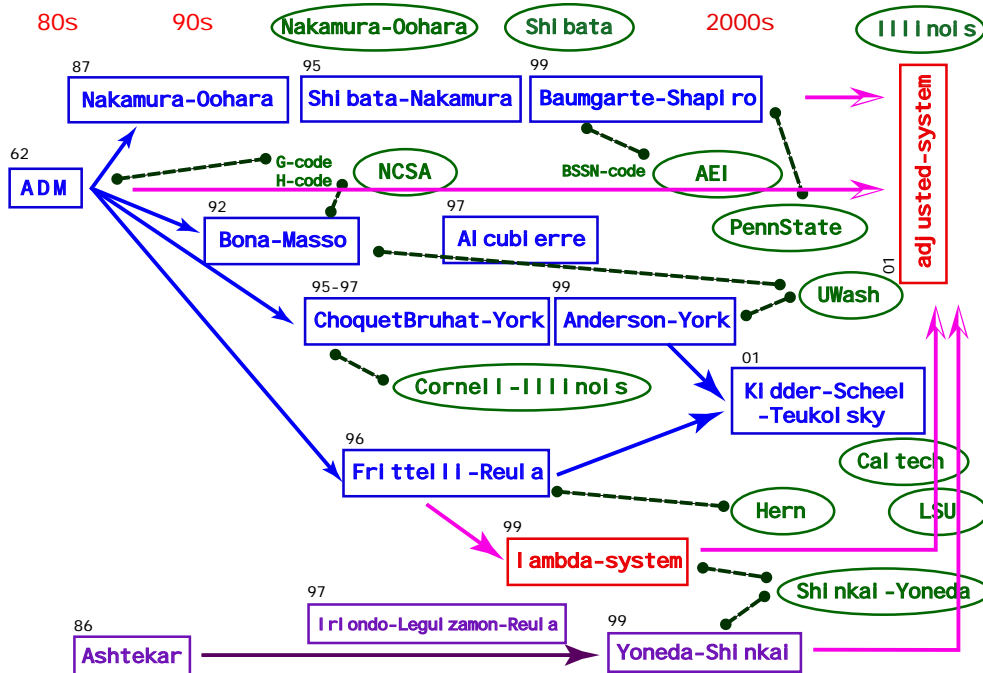 80s
90s
Nakamura-Oohara
Shibata
2000s
Illinois
87
95
99
Nakamura-Oohara
Shibata-Nakamura
Baumgarte-Shapiro
adjusted-system
01
62
ADM
G-code
H-code
NCSA
BSSN-code
AEI
PennState
92
Bona-Masso
97
Alcubierre
UWash
95-97
ChoquetBruhat-York
99
Anderson-York
01
Kidder-Scheel
-Teukolsky
Cornell-Illinois
96
Frittelli-Reula
Caltech
Hern
LSU
99
lambda-system
Shinkai-Yoneda
97
Iriondo-Leguizamon-Reula
86
Ashtekar
99
Yoneda-Shinkai